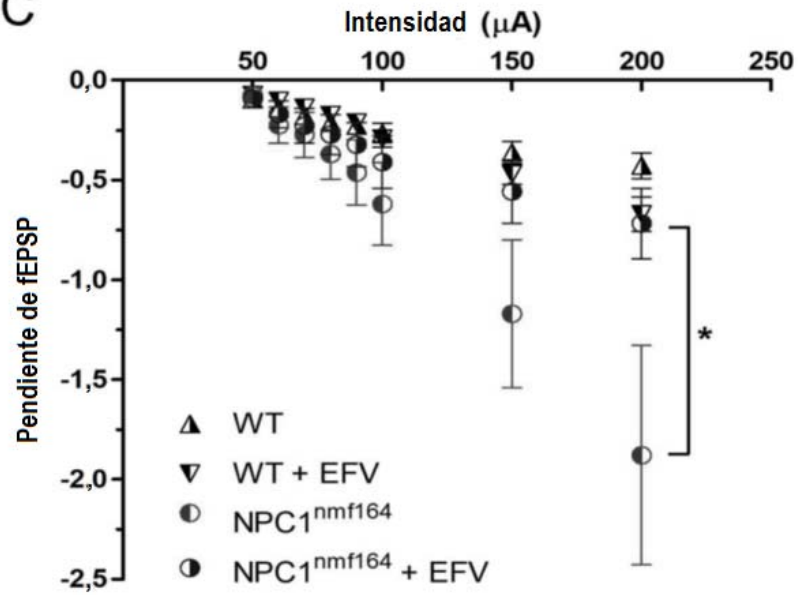 C
Intensidad (μA)
50 100 150 200 250
0,0
-0,5
-1,0
-1,5
-2,0
-2,5
Pendiente de fEPSP
*
WT
WT + EFV
NPC1nmf164
NPC1nmf164 + EFV